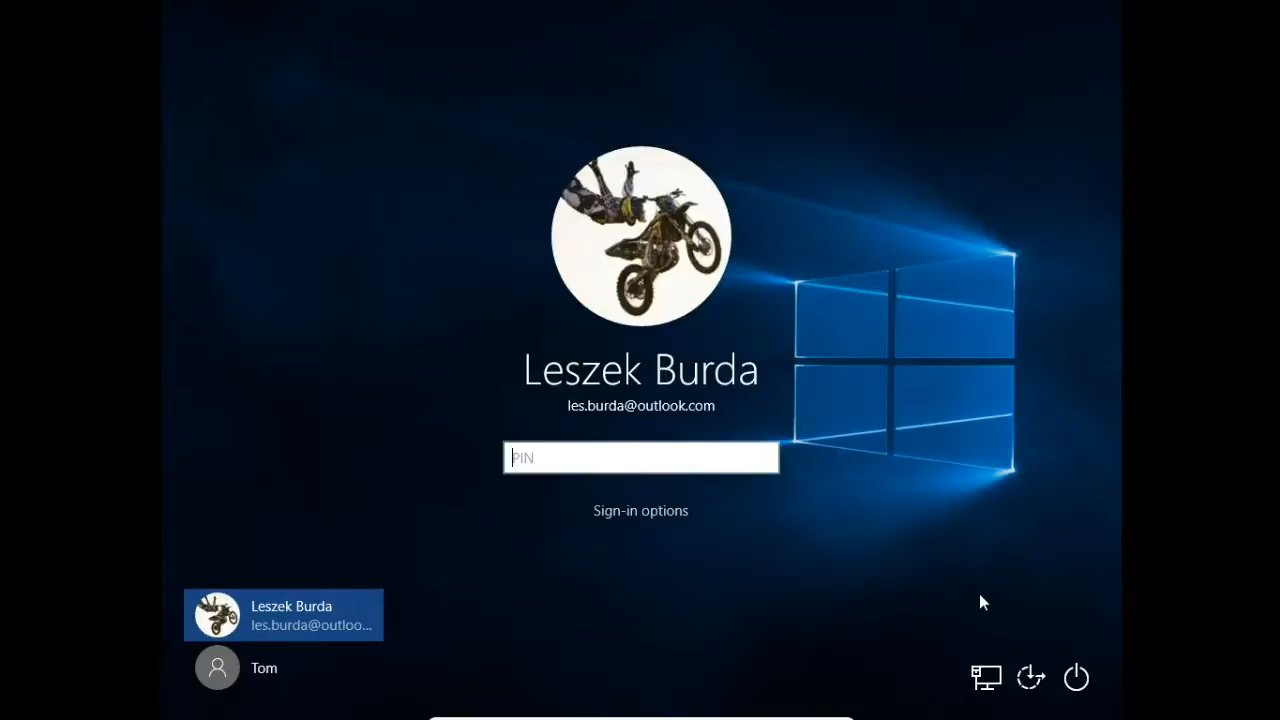 Leszek Burda
les.burda@outlook.com
PIN
Sign-in options
Leszek Burda
les.burda@outloo...
Tom